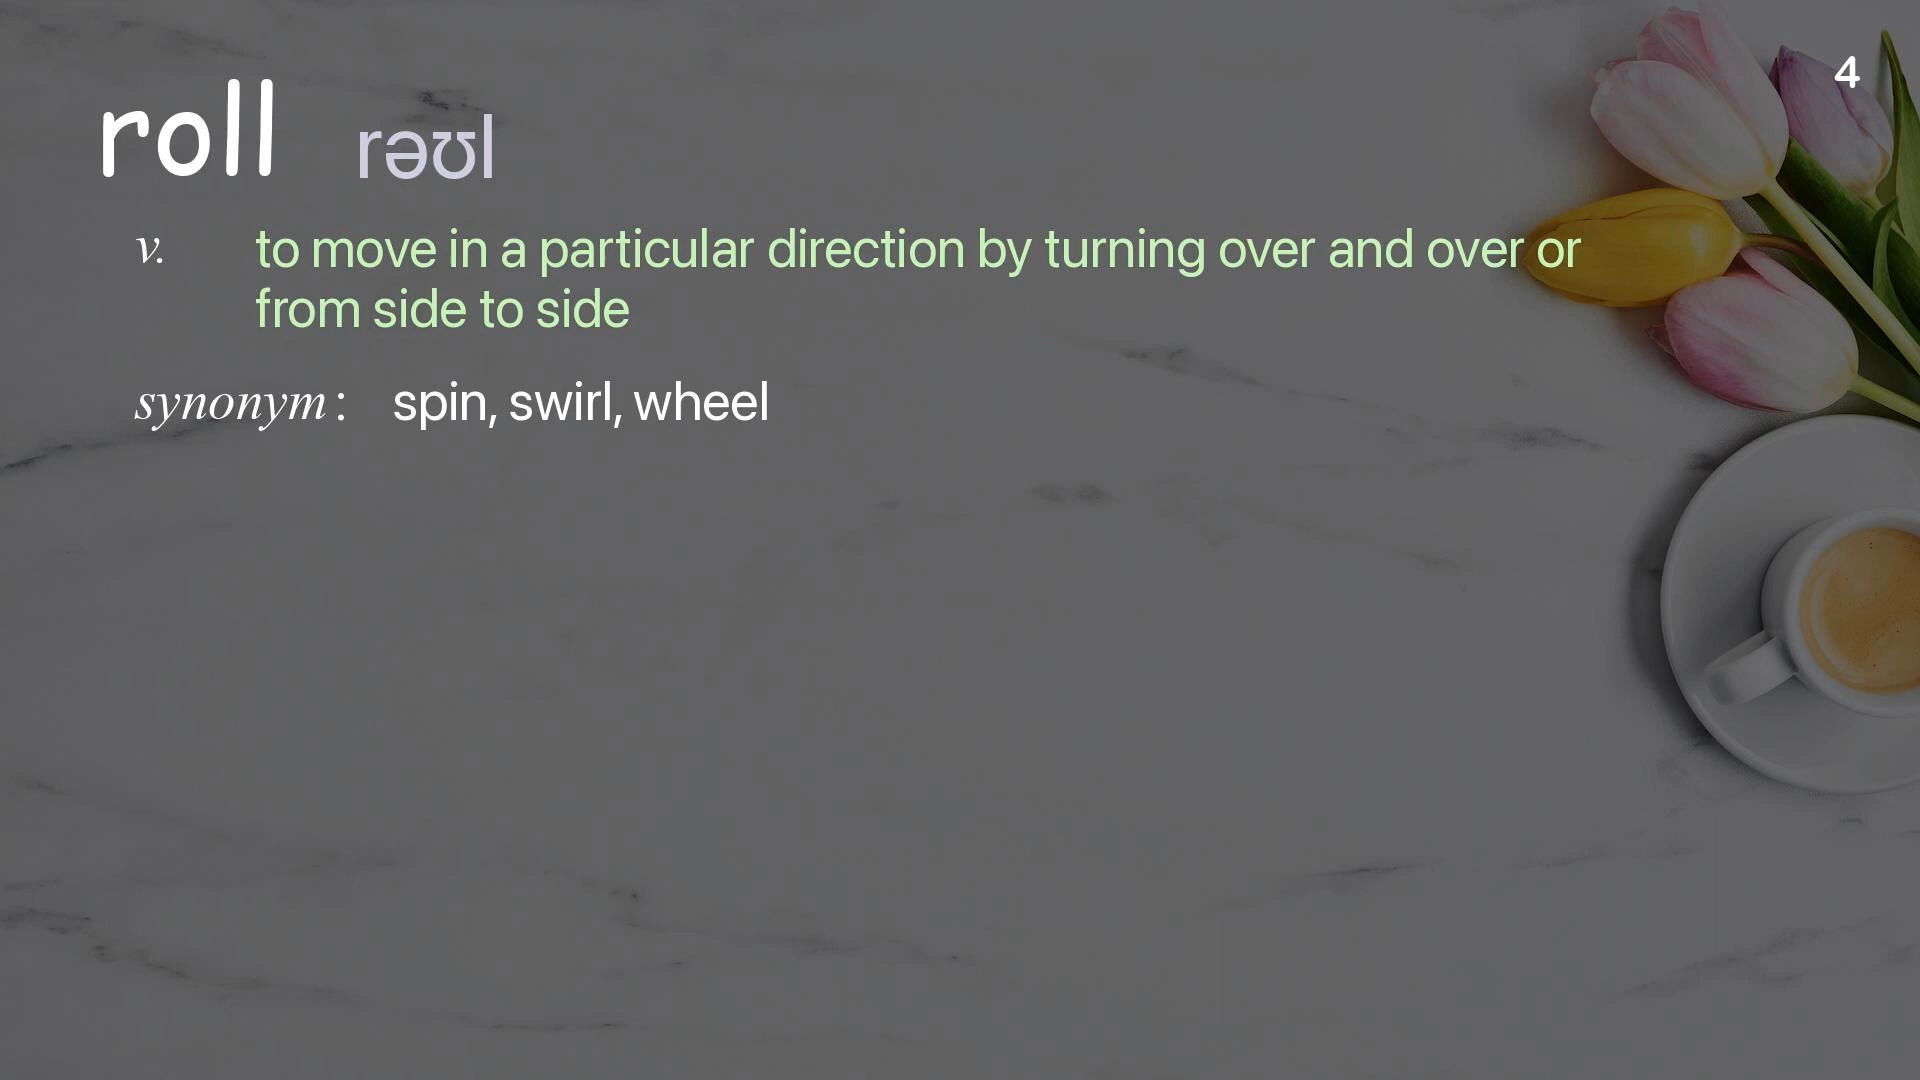 4
roll rəʊl
v. to move in a particular direction by turning over and over or
from side to side
synonym: spin, swirl, wheel